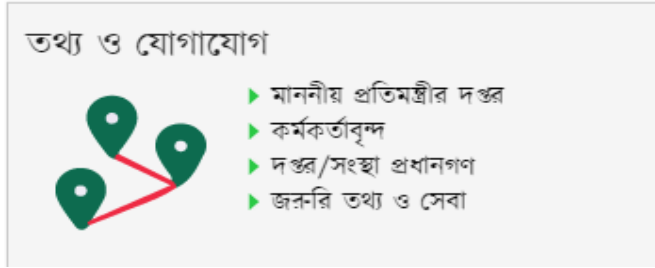 তথ্য ও যোগাযোগ
মাননীয় প্রতিমন্ত্রীর দপ্তর
কর্মকর্তাবৃন্দ
দপ্তর/সংস্থা প্রধানগণ
জরুরি তথ্য ও সেবা